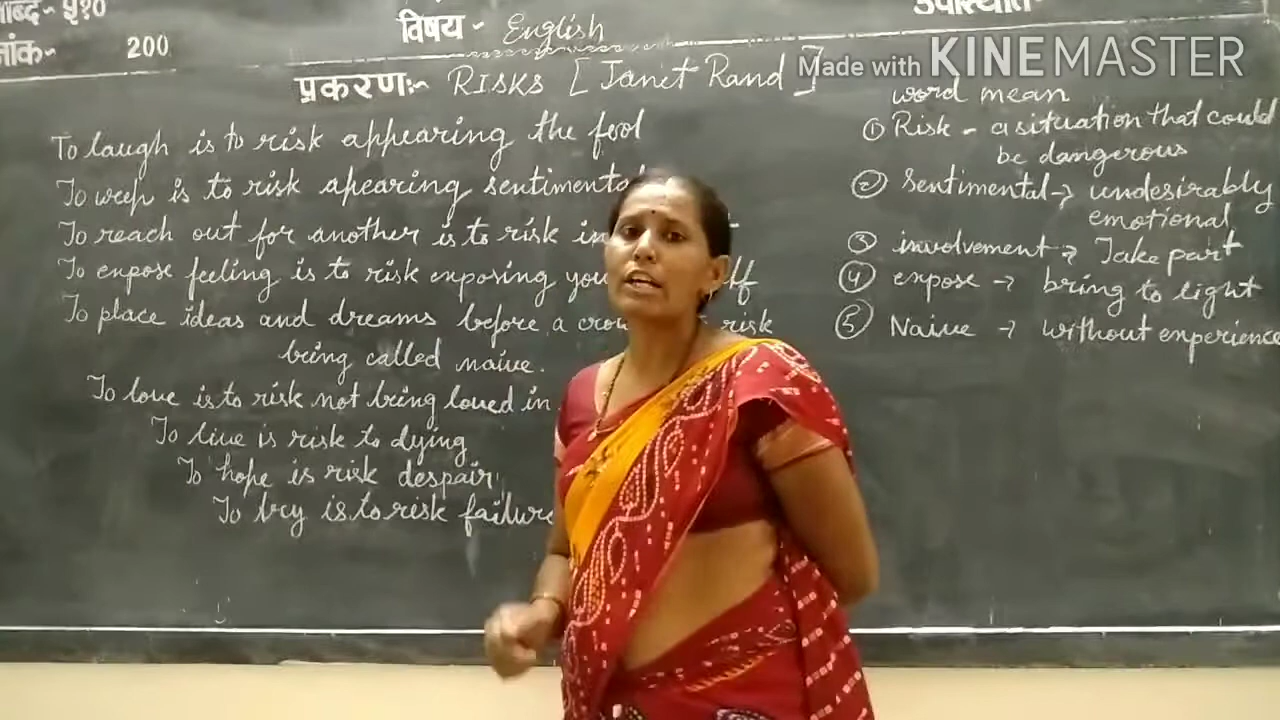 विषय - English
200
प्रकरणः- RISKS [Janet Rand]
Made with KINEMASTER
To laugh is to risk appearing the fool
To weep is to risk apearing sentimental
To reach out for another is to risk
To expose feeling is to risk exposing
To place ideas and dreams before a risk
being called naive.
To love is to risk not being loved in
To live is risk to dying
To hope is risk despair
To try is to risk failure
word mean
① Risk - a situation that could
be dangerous
② Sentimental → undesirably
emotional
③ involvement → Take part
④ expose → bring to light
⑤ Naive → without experience